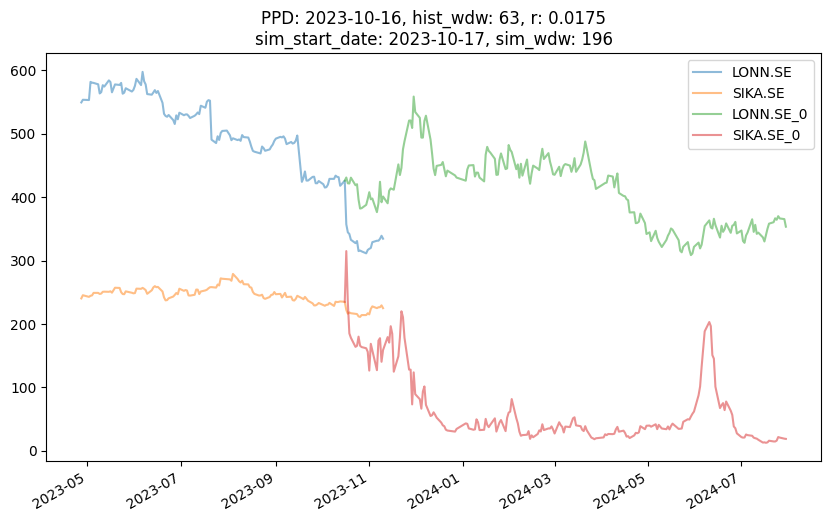 PPD: 2023-10-16, hist_wdw: 63, r: 0.0175
sim_start_date: 2023-10-17, sim_wdw: 196
LONN.SE
SIKA.SE
LONN.SE_0
SIKA.SE_0
600
500
400
300
200
100
0
2023-05
2023-07
2023-09
2023-11
2024-01
2024-03
2024-05
2024-07